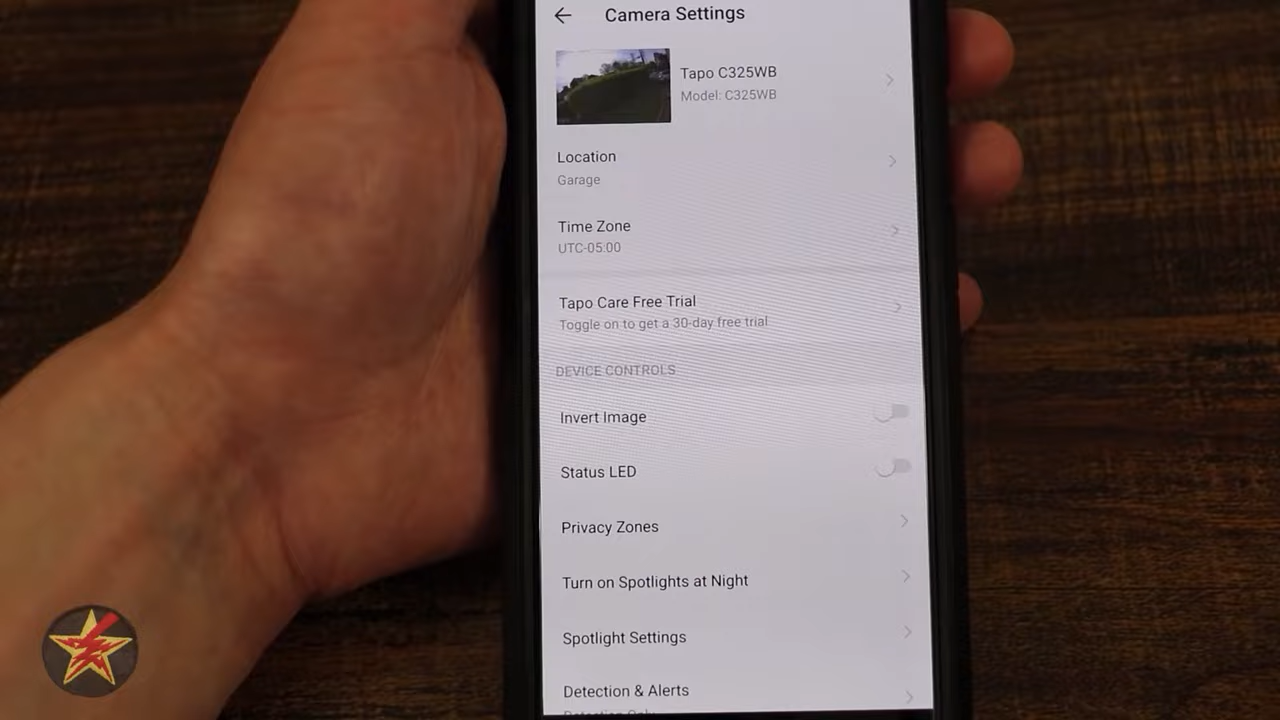 Camera Settings
Tapo C325WB
Model: C325WB
Location
Garage
Time Zone
UTC-05:00
Tapo Care Free Trial
Toggle on to get a 30-day free trial
DEVICE CONTROLS
Invert Image
Status LED
Privacy Zones
Turn on Spotlights at Night
Spotlight Settings
Detection & Alerts
Detection Only